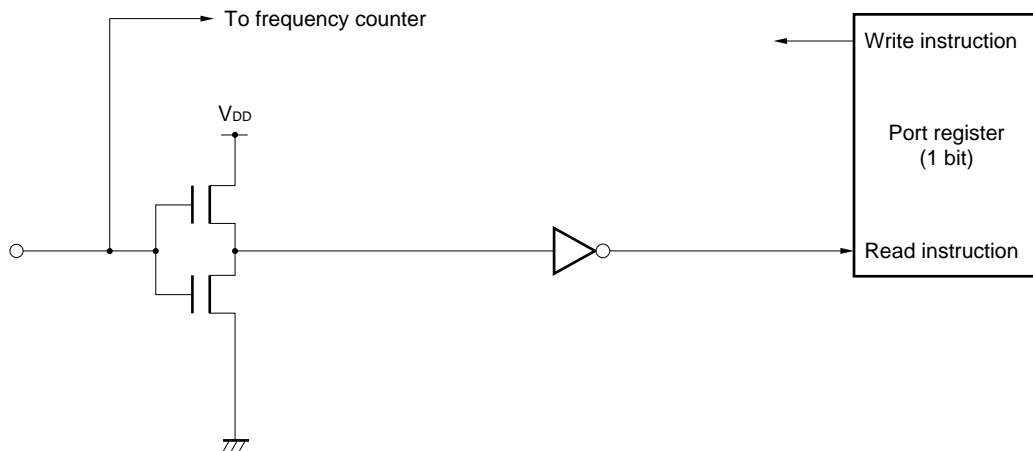 To frequency counter
Write instruction
VDD
Port register
(1 bit)
Read instruction